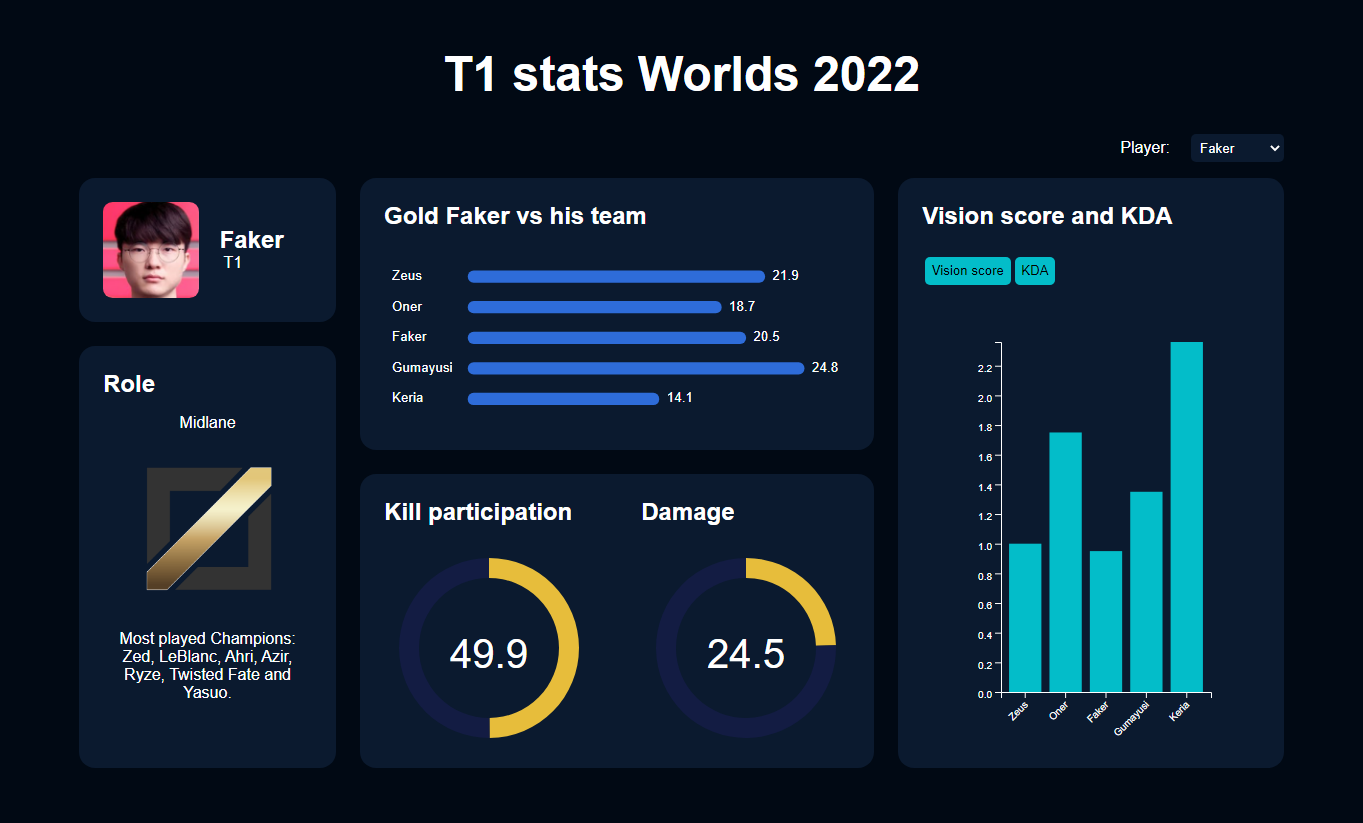 T1 stats Worlds 2022
Player: Faker
Faker
T1
Role
Midlane
Most played Champions:
Zed, LeBlanc, Ahri, Azir,
Ryze, Twisted Fate and
Yasuo.
Gold Faker vs his team
Zeus 21.9
Oner 18.7
Faker 20.5
Gumayusi 24.8
Keria 14.1
Kill participation
49.9
Damage
24.5
Vision score and KDA
Vision score KDA
2.2
2.0
1.8
1.6
1.4
1.2
1.0
0.8
0.6
0.4
0.2
0.0
Zeus Oner Faker Gumayusi Keria